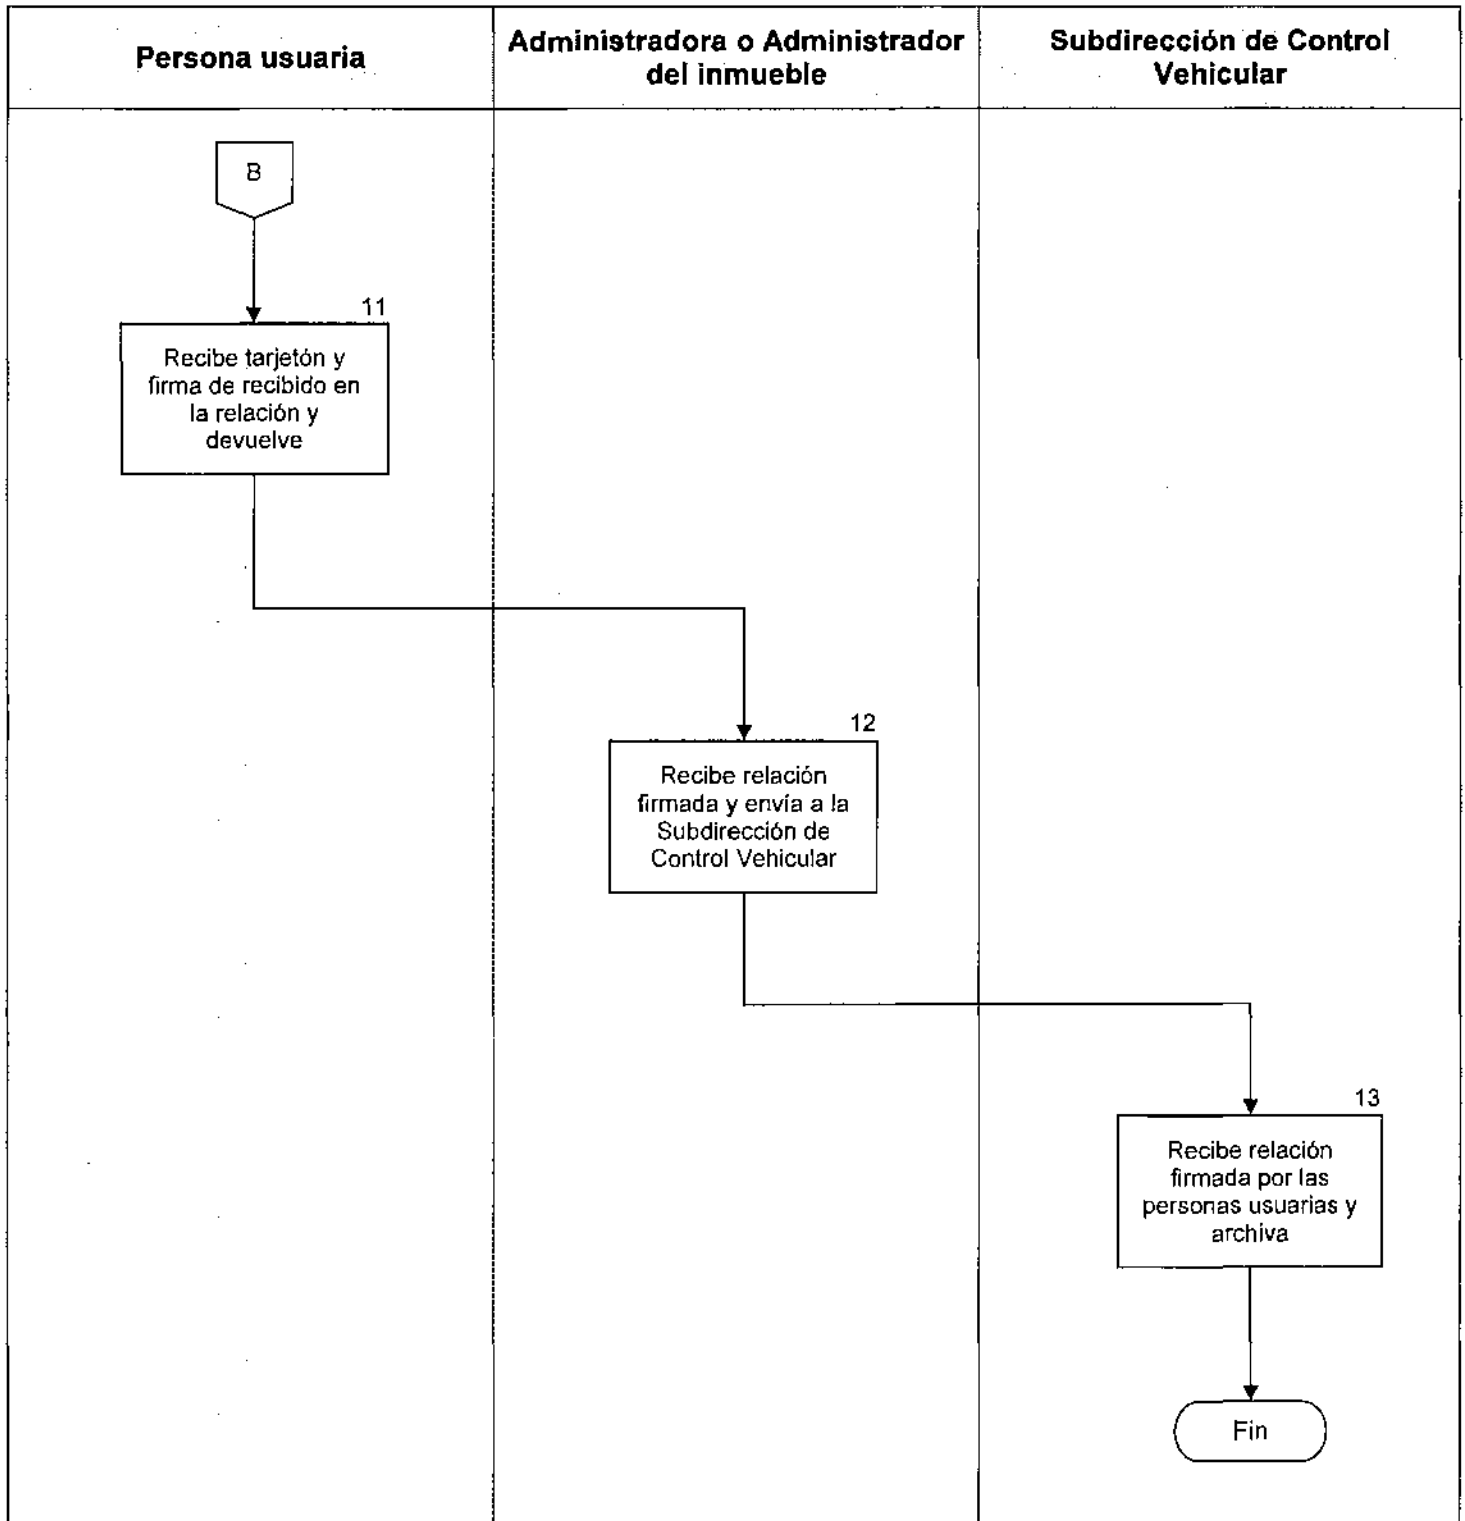 Persona usuaria
Administradora o Administrador
del inmueble
Subdirección de Control
Vehicular
B
11
Recibe tarjetón y
firma de recibido en
la relación y
devuelve
12
Recibe relación
firmada y envía a la
Subdirección de
Control Vehicular
13
Recibe relación
firmada por las
personas usuarias y
archiva
Fin